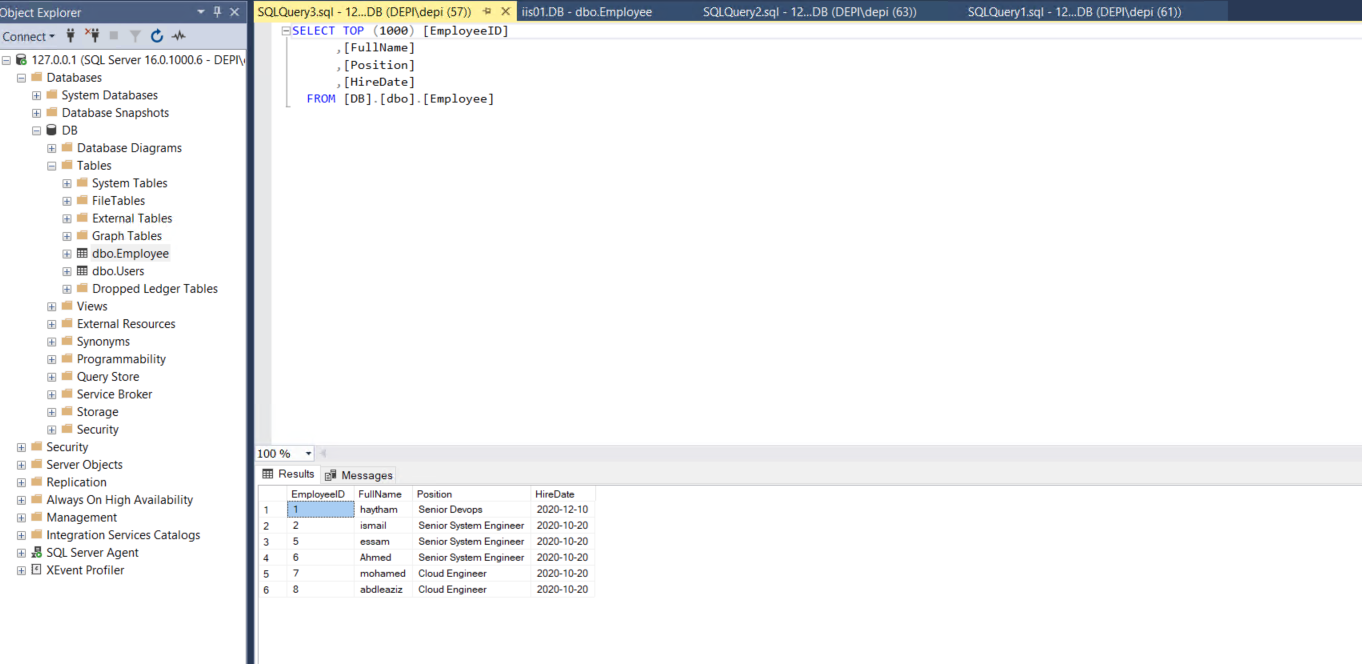 Object Explorer
Connect
127.0.0.1 (SQL Server 16.0.1000.6 - DEPI\
Databases
System Databases
Database Snapshots
DB
Database Diagrams
Tables
System Tables
FileTables
External Tables
Graph Tables
dbo.Employee
dbo.Users
Dropped Ledger Tables
Views
External Resources
Synonyms
Programmability
Query Store
Service Broker
Storage
Security
Security
Server Objects
Replication
Always On High Availability
Management
Integration Services Catalogs
SQL Server Agent
XEvent Profiler
SQLQuery3.sql - 12...DB (DEPI\depi (57)) iis01.DB - dbo.Employee SQLQuery2.sql - 12...DB (DEPI\depi (63)) SQLQuery1.sql - 12...DB (DEPI\depi (61))
SELECT TOP (1000) [EmployeeID]
,[FullName]
,[Position]
,[HireDate]
FROM [DB].[dbo].[Employee]
100 %
Results Messages
EmployeeID FullName Position HireDate
1 1 haytham Senior Devops 2020-12-10
2 2 ismail Senior System Engineer 2020-10-20
3 5 essam Senior System Engineer 2020-10-20
4 6 Ahmed Senior System Engineer 2020-10-20
5 7 mohamed Cloud Engineer 2020-10-20
6 8 abdleaziz Cloud Engineer 2020-10-20